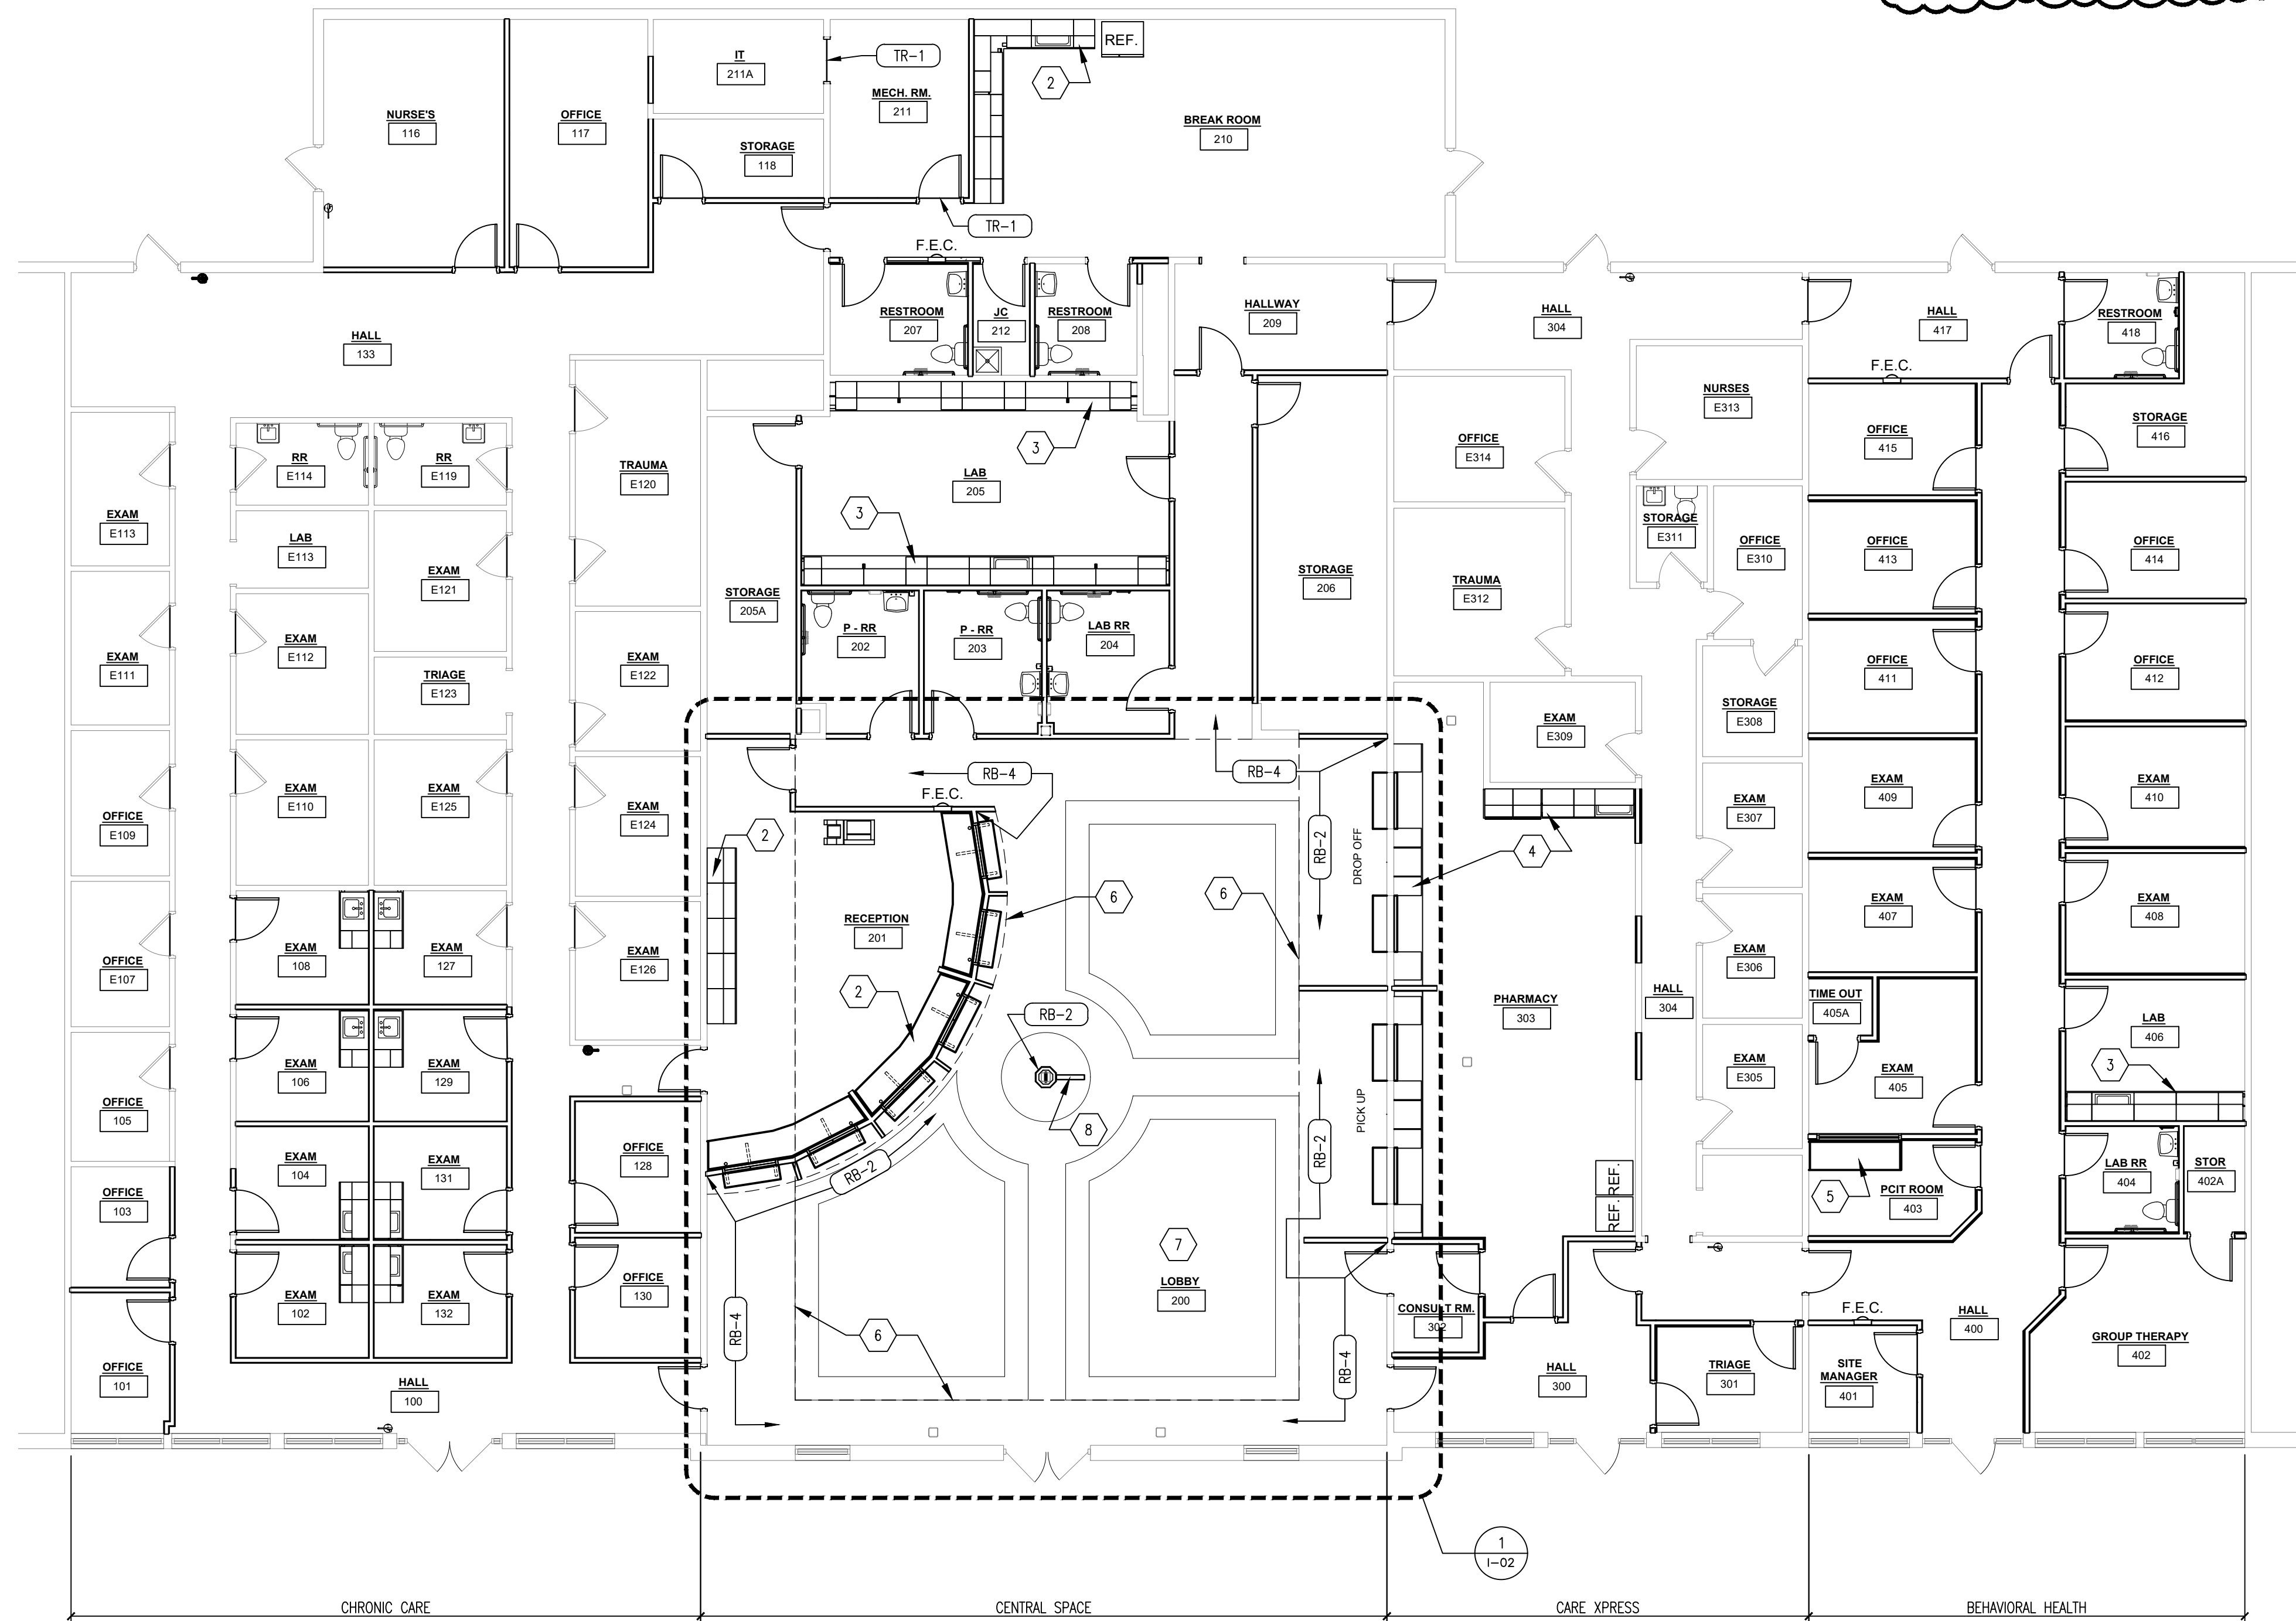 IT
211A
TR-1
REF.
2
NURSE'S
116
OFFICE
117
MECH. RM.
211
BREAK ROOM
210
STORAGE
118
TR-1
F.E.C.
HALL
133
RESTROOM
207
JC
212
RESTROOM
208
HALLWAY
209
HALL
304
HALL
417
RESTROOM
418
F.E.C.
NURSES
E313
OFFICE
415
STORAGE
416
3
OFFICE
E314
EXAM
E113
RR
E114
RR
E119
TRAUMA
E120
LAB
205
3
LAB
E113
EXAM
E121
STORAGE
E311
OFFICE
E310
OFFICE
413
OFFICE
414
STORAGE
205A
STORAGE
206
TRAUMA
E312
P - RR
202
P - RR
203
LAB RR
204
EXAM
E111
EXAM
E112
TRIAGE
E123
EXAM
E122
OFFICE
411
OFFICE
412
STORAGE
E308
EXAM
E309
RB-4
RB-4
F.E.C.
OFFICE
E109
EXAM
E110
EXAM
E125
EXAM
E124
2
RB-2
DROP OFF
4
EXAM
E307
EXAM
409
EXAM
410
6
6
RECEPTION
201
EXAM
407
EXAM
408
OFFICE
E107
EXAM
108
EXAM
127
EXAM
E126
EXAM
E306
2
RB-2
PHARMACY
303
HALL
304
TIME OUT
405A
LAB
406
3
EXAM
106
EXAM
129
EXAM
E305
EXAM
405
OFFICE
105
8
PICK UP
RB-2
RB-2
OFFICE
103
EXAM
104
EXAM
131
OFFICE
128
REF.
REF.
5
PCIT ROOM
403
LAB RR
404
STOR
402A
7
LOBBY
200
EXAM
102
EXAM
132
OFFICE
130
RB-4
6
RB-4
CONSULT RM.
302
F.E.C.
HALL
400
GROUP THERAPY
402
OFFICE
101
HALL
100
HALL
300
TRIAGE
301
SITE
MANAGER
401
1
I-02
CHRONIC CARE
CENTRAL SPACE
CARE XPRESS
BEHAVIORAL HEALTH